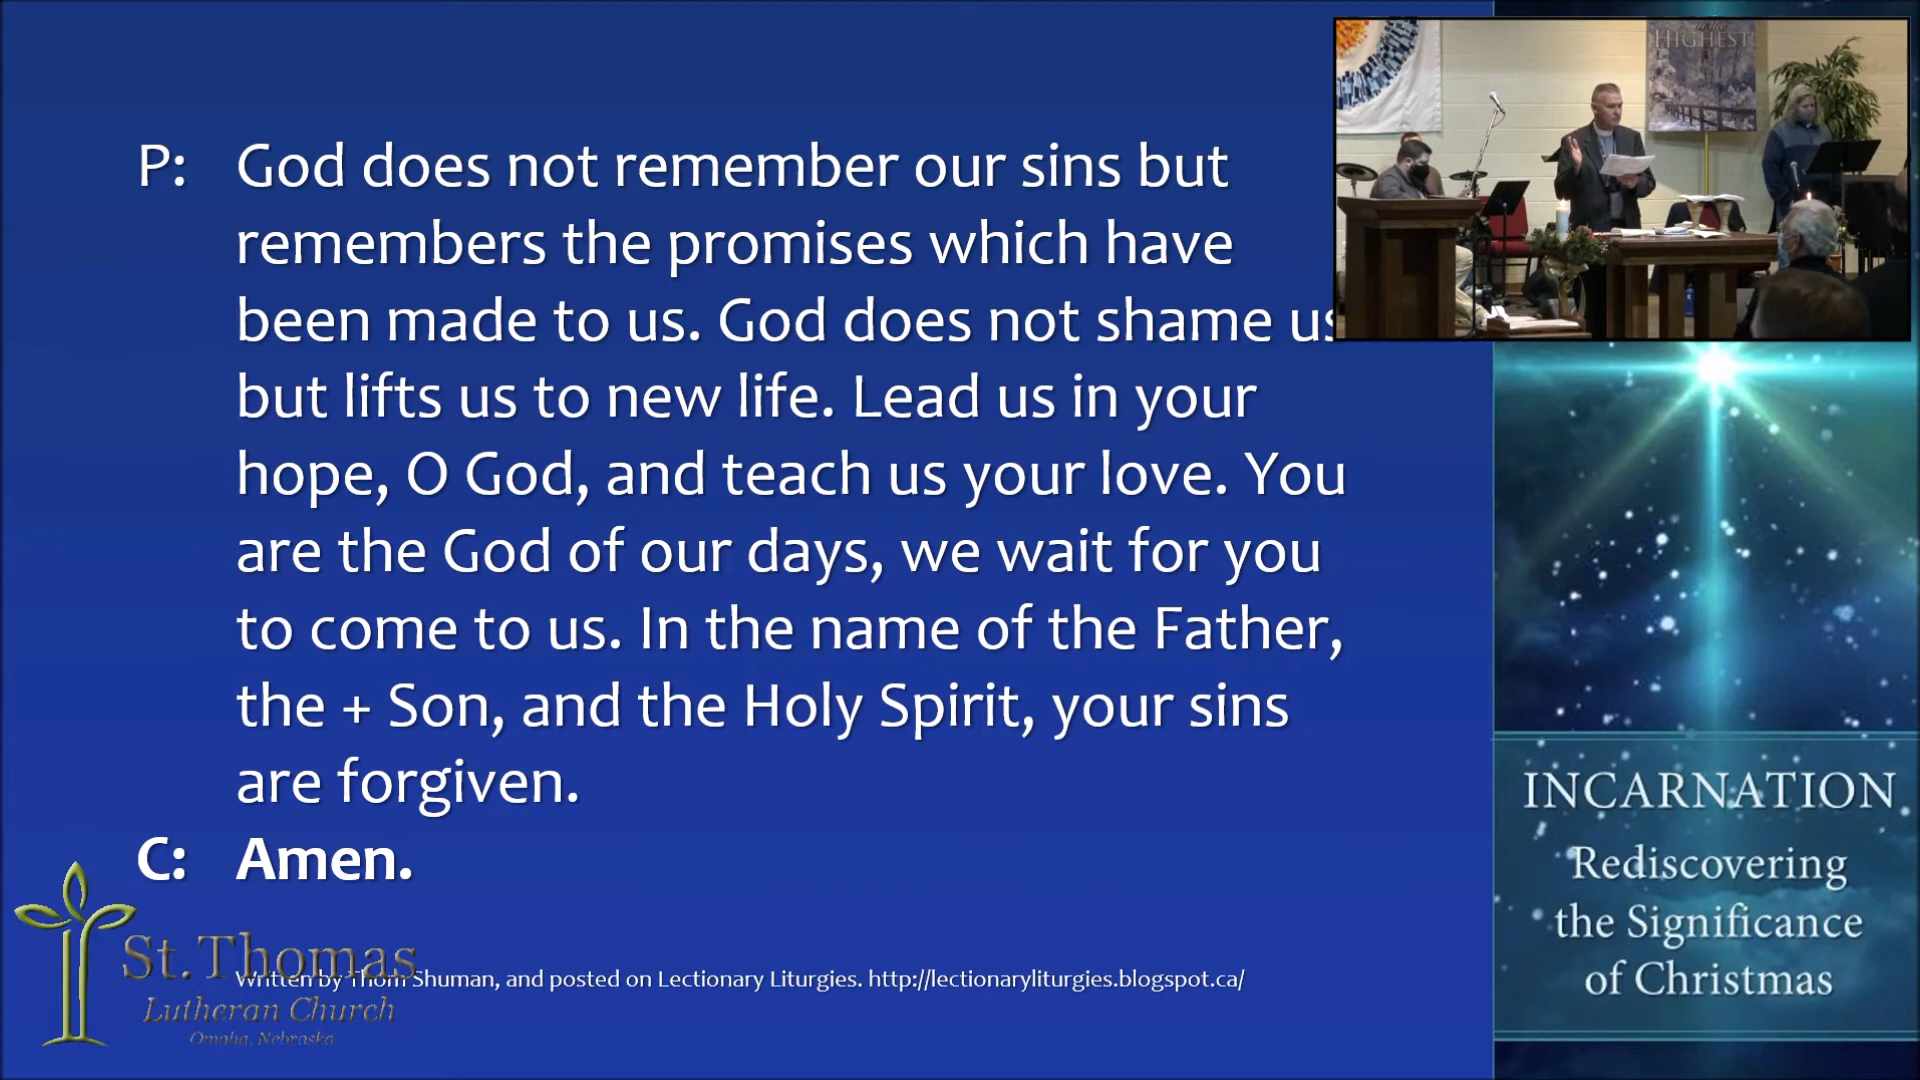 P: God does not remember our sins but
remembers the promises which have
been made to us. God does not shame us
but lifts us to new life. Lead us in your
hope, O God, and teach us your love. You
are the God of our days, we wait for you
to come to us. In the name of the Father,
the + Son, and the Holy Spirit, your sins
are forgiven.
C: Amen.
Written by Thom Shuman, and posted on Lectionary Liturgies. http://lectionaryliturgies.blogspot.ca/
St. Thomas
Lutheran Church
Omaha, Nebraska
HIGHEST
INCARNATION
Rediscovering
the Significance
of Christmas